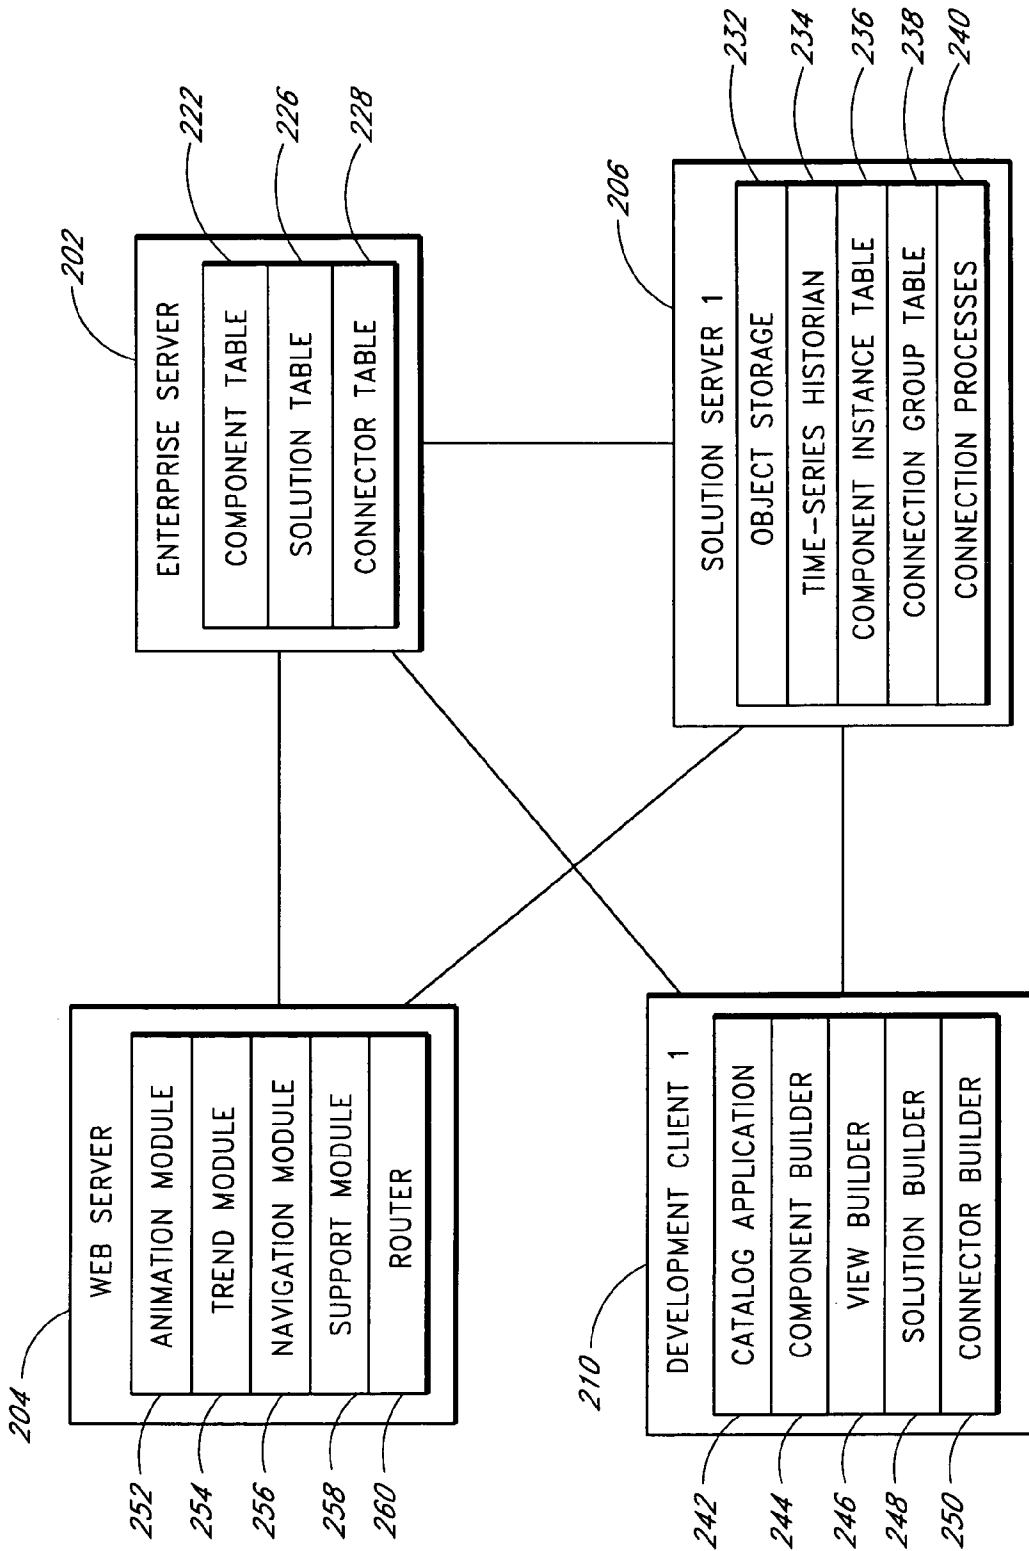 204
WEB SERVER
252
ANIMATION MODULE
254
TREND MODULE
256
NAVIGATION MODULE
258
SUPPORT MODULE
260
ROUTER
202
ENTERPRISE SERVER
COMPONENT TABLE
222
SOLUTION TABLE
226
CONNECTOR TABLE
228
210
DEVELOPMENT CLIENT 1
242
CATALOG APPLICATION
244
COMPONENT BUILDER
246
VIEW BUILDER
248
SOLUTION BUILDER
250
CONNECTOR BUILDER
206
SOLUTION SERVER 1
OBJECT STORAGE
232
TIME-SERIES HISTORIAN
234
COMPONENT INSTANCE TABLE
236
CONNECTION GROUP TABLE
238
CONNECTION PROCESSES
240